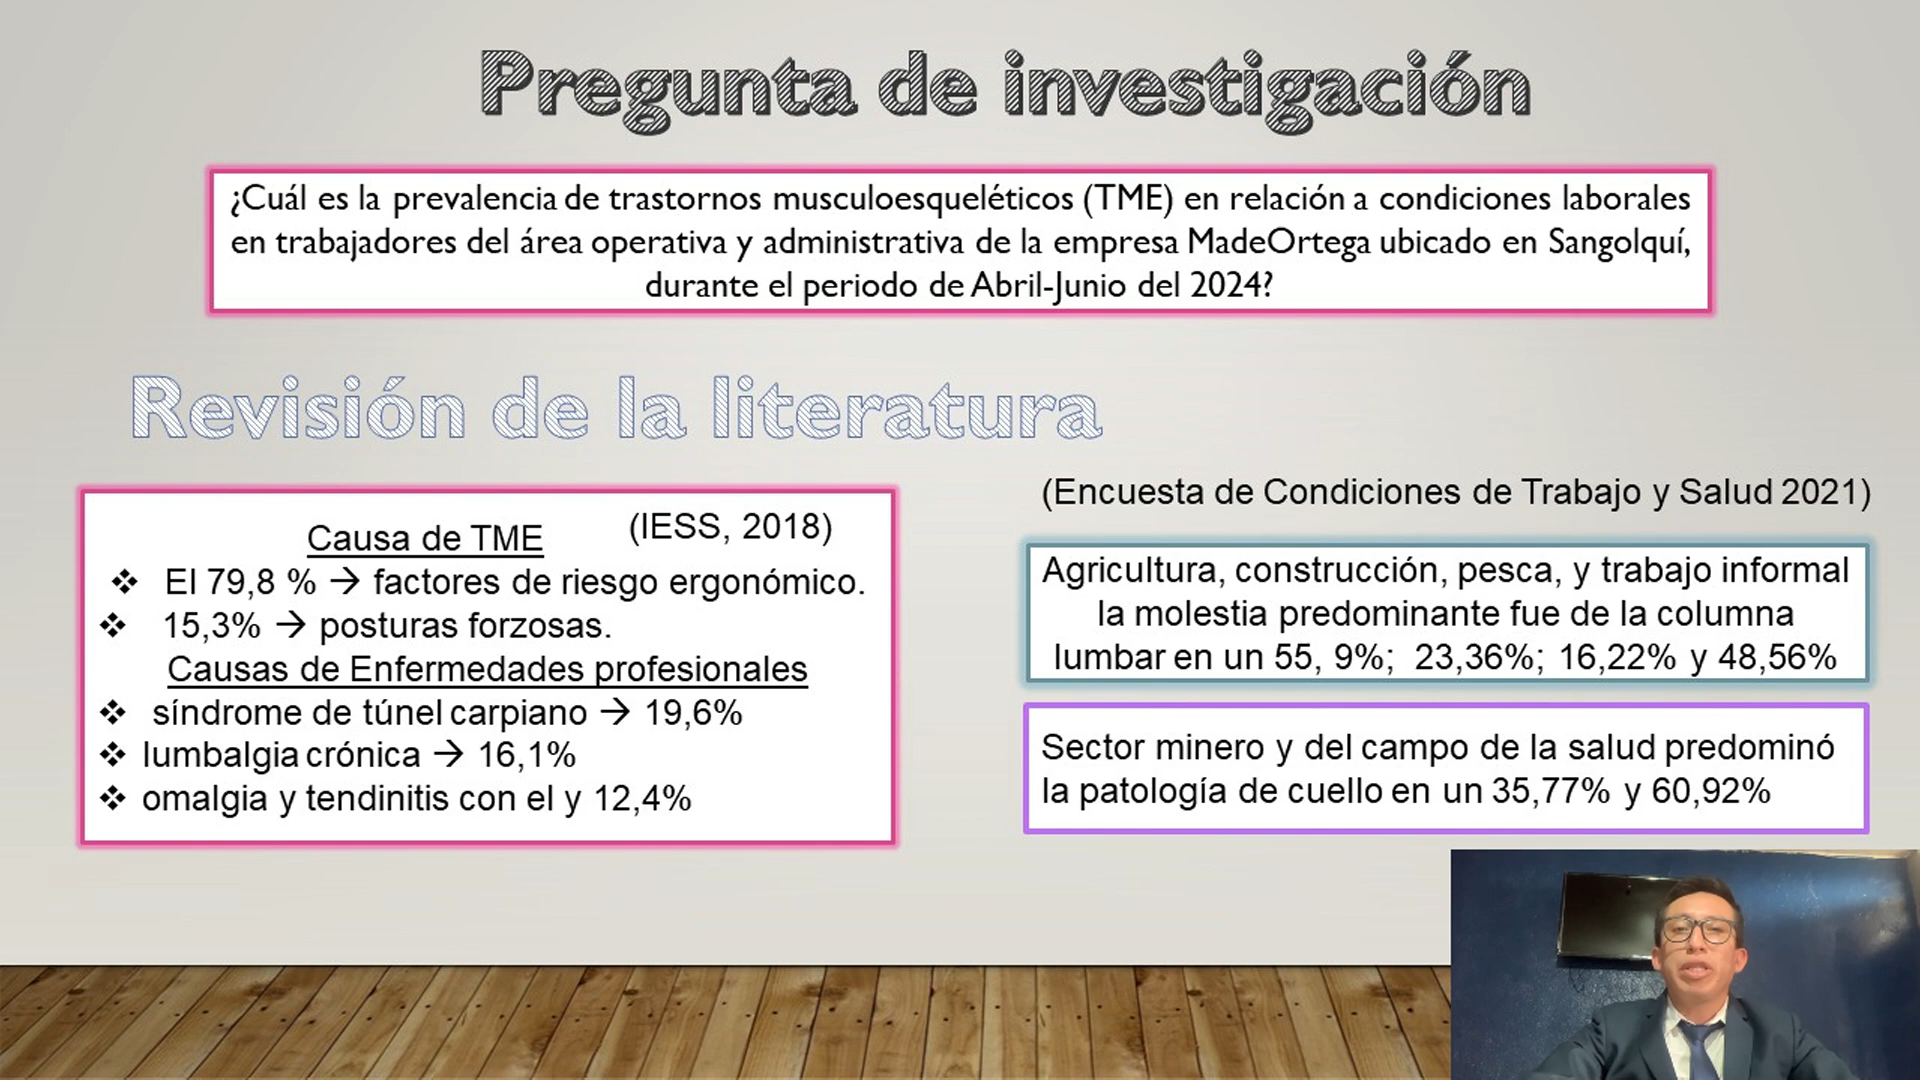 Pregunta de investigación
¿Cuál es la prevalencia de trastornos musculoesqueléticos (TME) en relación a condiciones laborales
en trabajadores del área operativa y administrativa de la empresa MadeOrtega ubicado en Sangolquí,
durante el periodo de Abril-Junio del 2024?
Revisión de la literatura
Causa de TME (IESS, 2018)
❖ El 79,8 % → factores de riesgo ergonómico.
❖ 15,3% → posturas forzosas.
Causas de Enfermedades profesionales
❖ síndrome de túnel carpiano → 19,6%
❖ lumbalgia crónica → 16,1%
❖ omalgia y tendinitis con el y 12,4%
(Encuesta de Condiciones de Trabajo y Salud 2021)
Agricultura, construcción, pesca, y trabajo informal
la molestia predominante fue de la columna
lumbar en un 55, 9%; 23,36%; 16,22% y 48,56%
Sector minero y del campo de la salud predominó
la patología de cuello en un 35,77% y 60,92%